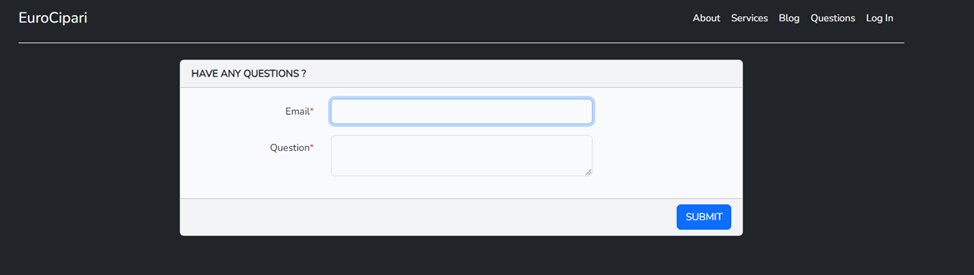 EuroCipari
About Services Blog Questions Log In
HAVE ANY QUESTIONS ?
Email*
Question*
SUBMIT